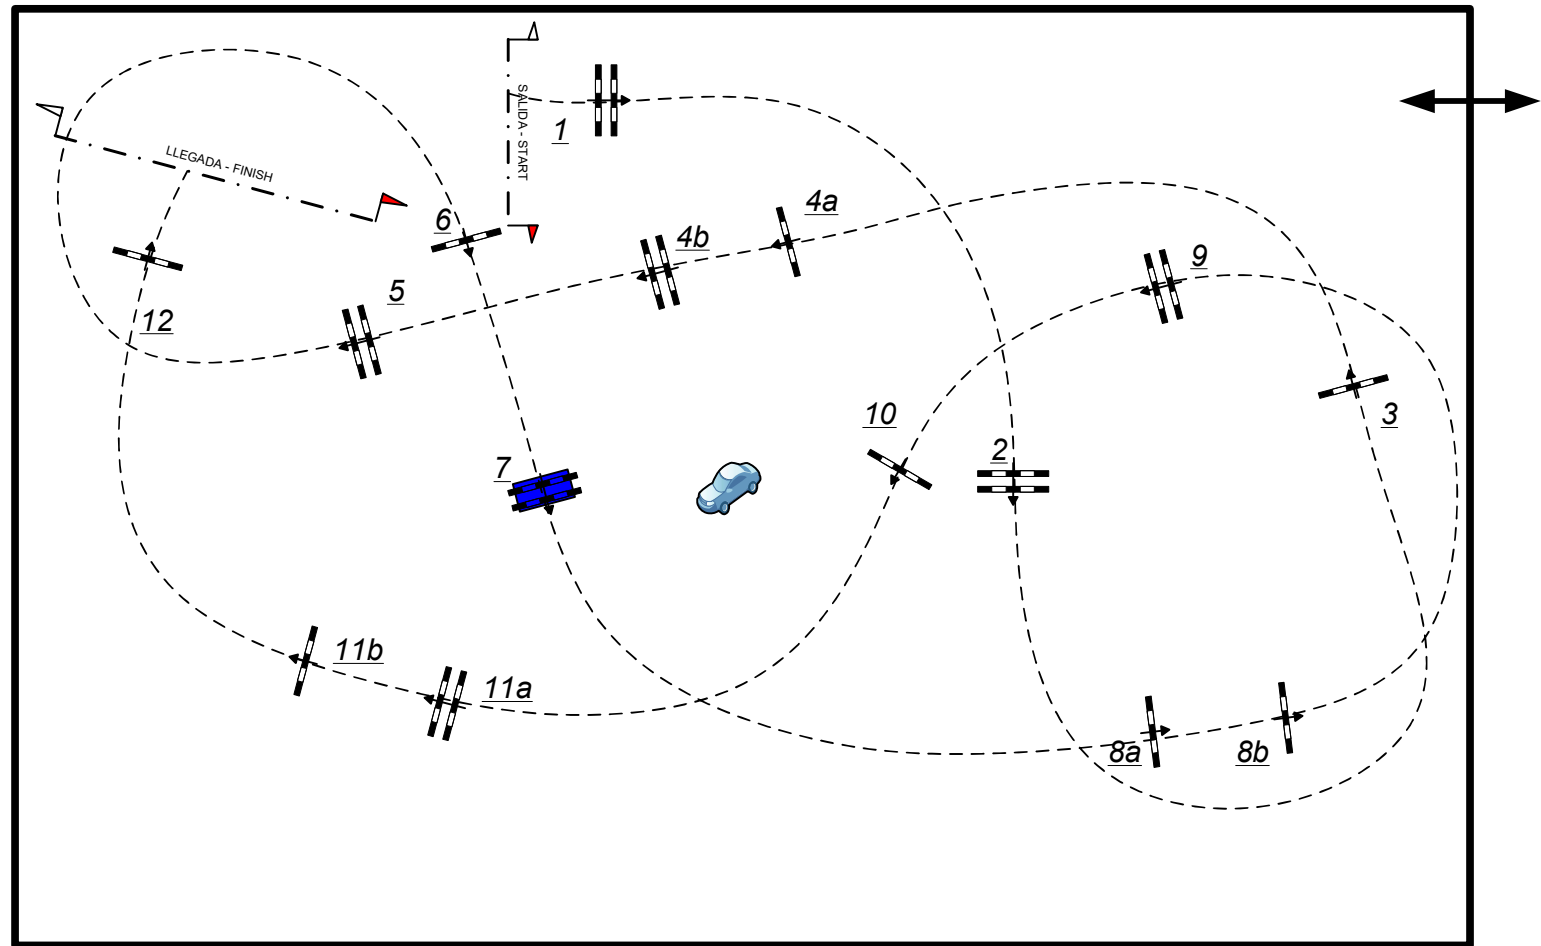 SALIDA - START
1
LLEGADA - FINISH
4a
6
4b
9
5
12
3
10
2
7
11b
11a
8a
8b